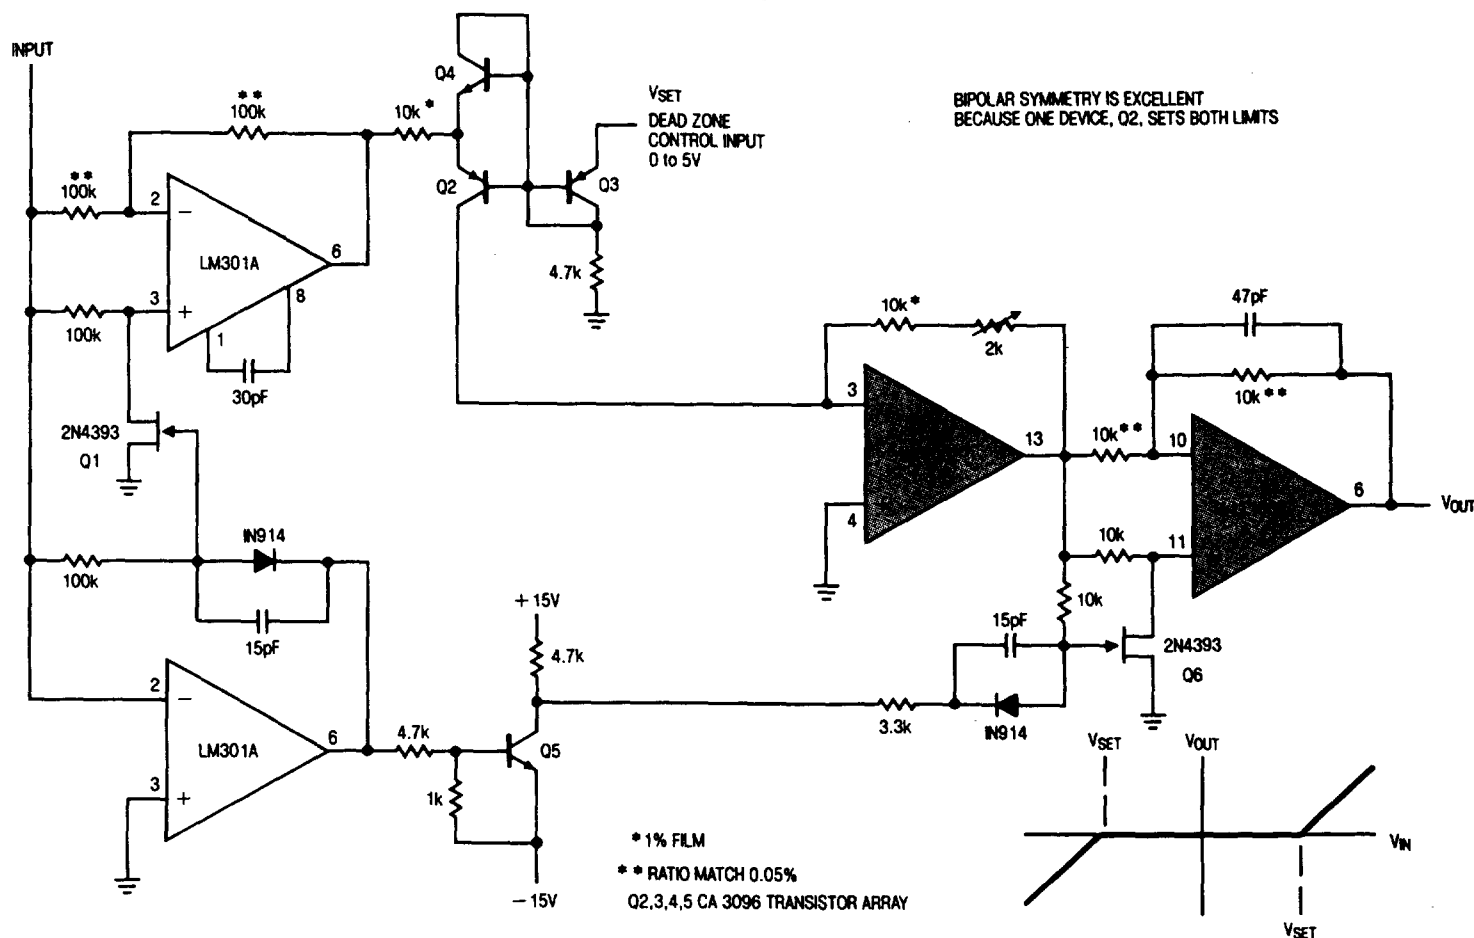 INPUT
**
100k
**
100k
2
−
LM301A
6
3
+
8
1
100k
30pF
10k*
Q4
Q2
Q3
VSET
DEAD ZONE
CONTROL INPUT
0 to 5V
4.7k
BIPOLAR SYMMETRY IS EXCELLENT
BECAUSE ONE DEVICE, Q2, SETS BOTH LIMITS
2N4393
Q1
IN914
100k
15pF
2
−
LM301A
6
3
+
4.7k
1k
+15V
4.7k
Q5
−15V
10k*
2k
3
4
13
10k**
47pF
10k**
10
11
6
VOUT
10k
10k
15pF
3.3k
IN914
2N4393
Q6
* 1% FILM
** RATIO MATCH 0.05%
Q2,3,4,5 CA 3096 TRANSISTOR ARRAY
VSET
VOUT
VIN
VSET